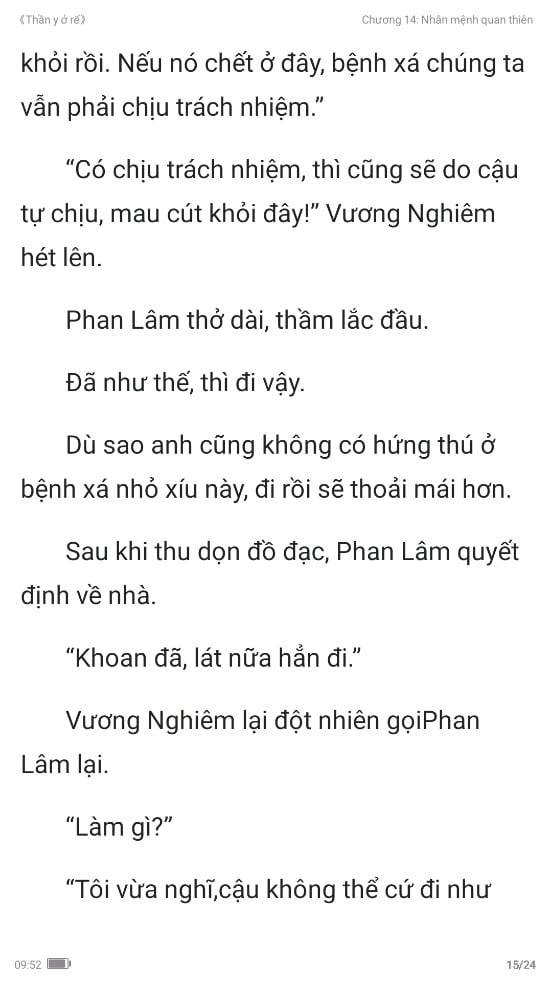 《Thần y ở rể》
Chương 14: Nhân mệnh quan thiên
khỏi rồi. Nếu nó chết ở đây, bệnh xá chúng ta
vẫn phải chịu trách nhiệm.”
“Có chịu trách nhiệm, thì cũng sẽ do cậu
tự chịu, mau cút khỏi đây!” Vương Nghiêm
hét lên.
Phan Lâm thở dài, thầm lắc đầu.
Đã như thế, thì đi vậy.
Dù sao anh cũng không có hứng thú ở
bệnh xá nhỏ xíu này, đi rồi sẽ thoải mái hơn.
Sau khi thu dọn đồ đạc, Phan Lâm quyết
định về nhà.
“Khoan đã, lát nữa hẳn đi.”
Vương Nghiêm lại đột nhiên gọiPhan
Lâm lại.
“Làm gì?”
“Tôi vừa nghĩ,cậu không thể cứ đi như
09:52
15/24